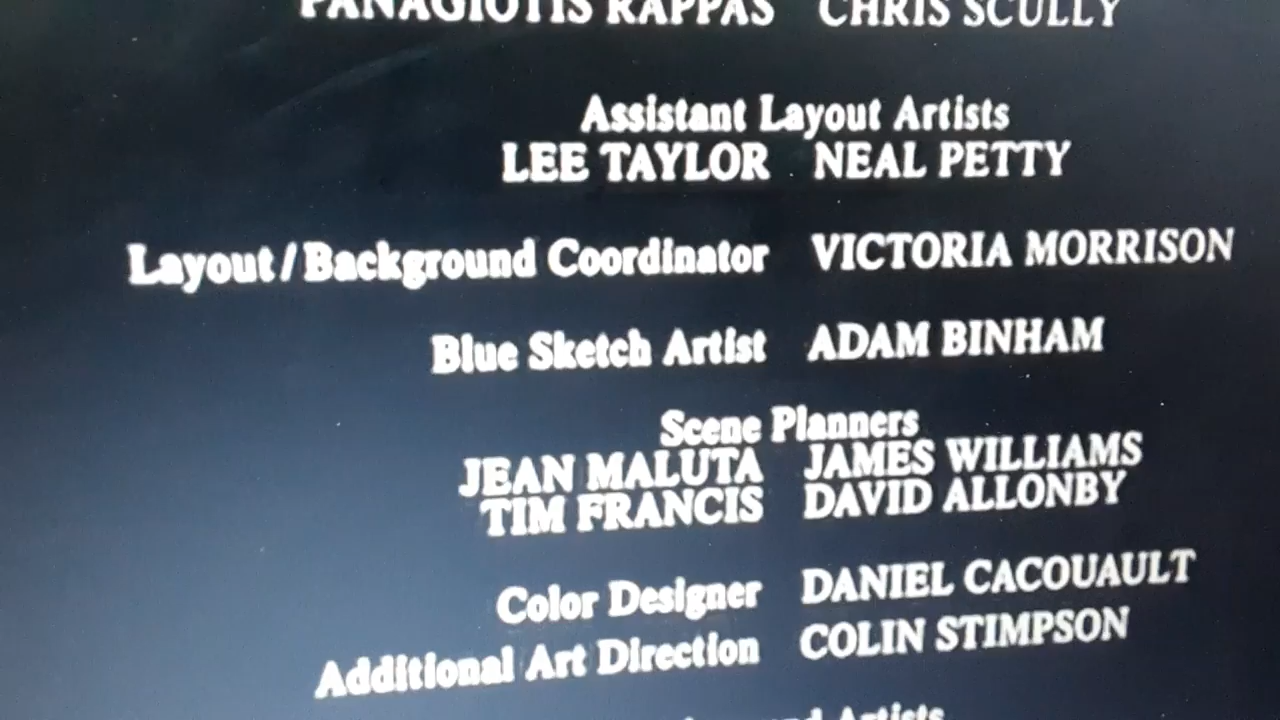 PANAGIOTIS RAPPAS CHRIS SCULLY
Assistant Layout Artists
LEE TAYLOR NEAL PETTY
Layout / Background Coordinator VICTORIA MORRISON
Blue Sketch Artist ADAM BINHAM
Scene Planners
JEAN MALUTA JAMES WILLIAMS
TIM FRANCIS DAVID ALLONBY
Color Designer DANIEL CACOUAULT
Additional Art Direction COLIN STIMPSON
Artists